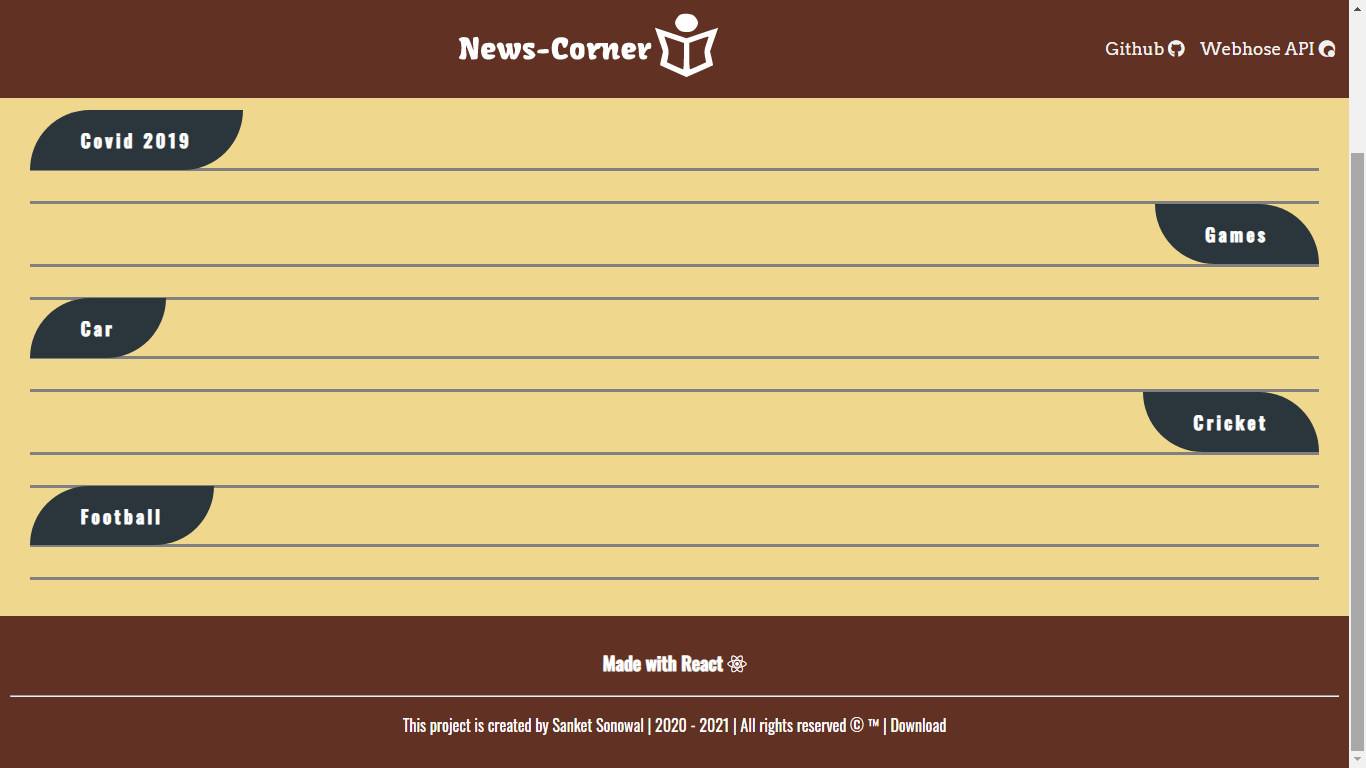 News-Corner
Github Webhose API
Covid 2019
Games
Car
Cricket
Football
Made with React
This project is created by Sanket Sonowal | 2020 - 2021 | All rights reserved © ™ | Download